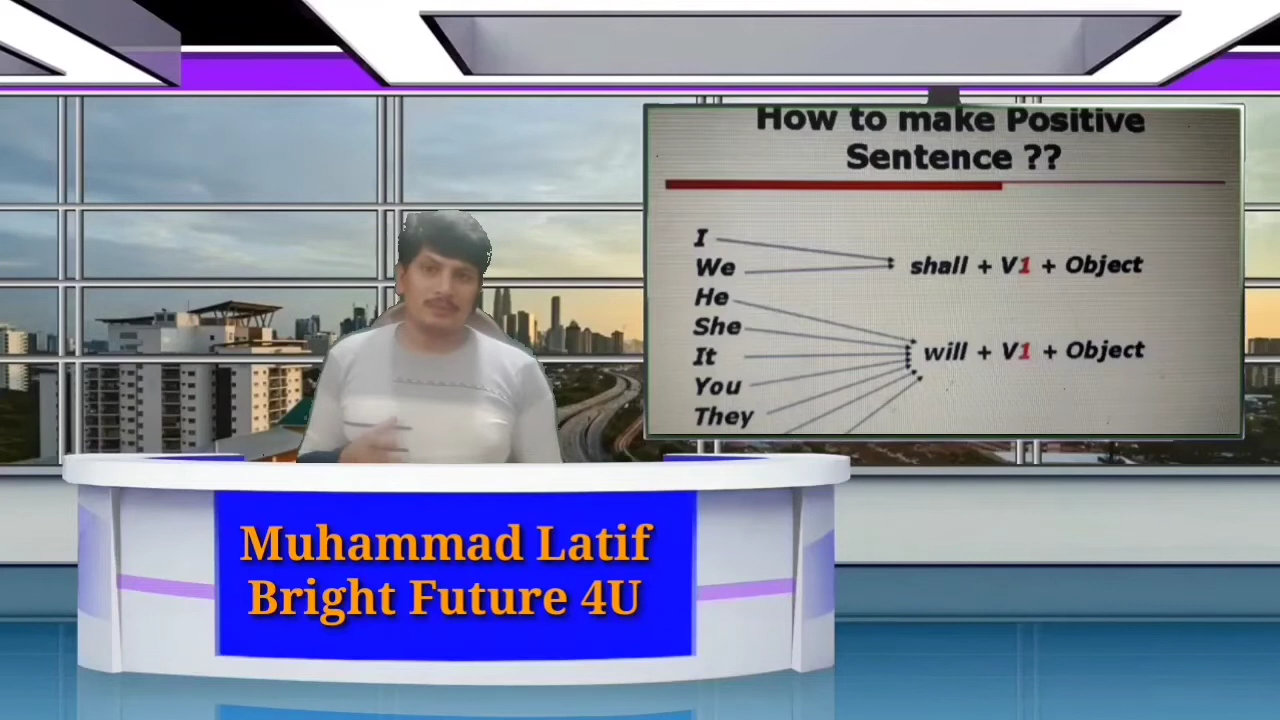 How to make Positive
Sentence ??
I
We
shall + V1 + Object
He
She
It
will + V1 + Object
You
They
Muhammad Latif
Bright Future 4U